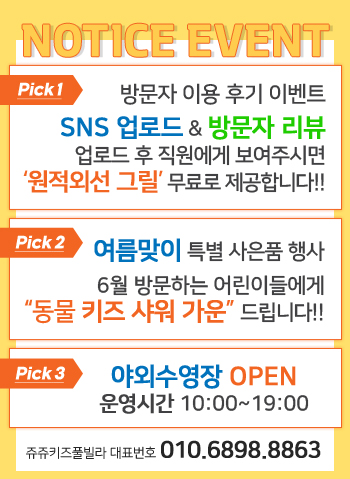 NOTICE EVENT
Pick 1
방문자 이용 후기 이벤트
SNS 업로드 & 방문자 리뷰
업로드 후 직원에게 보여주시면
'원적외선 그릴' 무료로 제공합니다!!
Pick 2
여름맞이 특별 사은품 행사
6월 방문하는 어린이들에게
"동물 키즈 샤워 가운" 드립니다!!
Pick 3
야외수영장 OPEN
운영시간 10:00~19:00
쥬쥬키즈풀빌라 대표번호 010.6898.8863